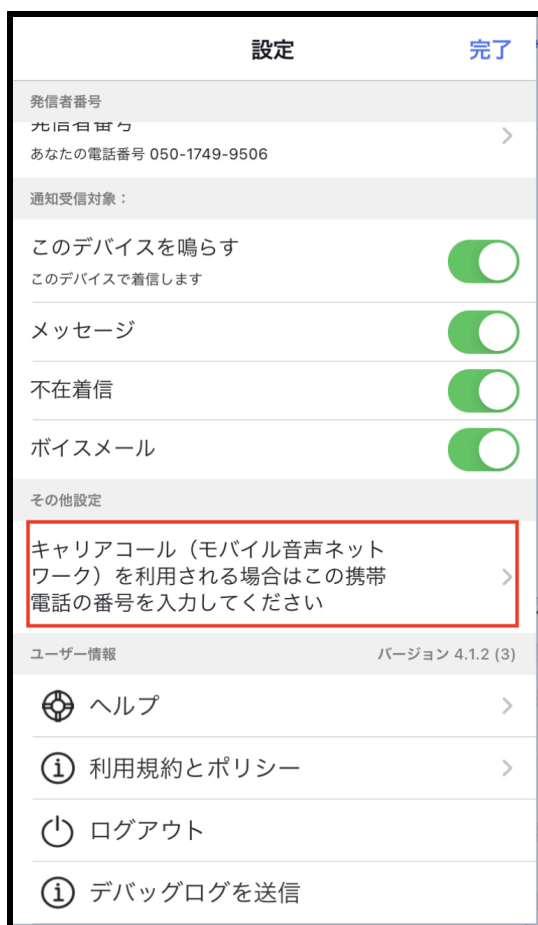 設定
完了
発信者番号
発信者番号
あなたの電話番号 050-1749-9506
通知受信対象：
このデバイスを鳴らす
このデバイスで着信します
メッセージ
不在着信
ボイスメール
その他設定
キャリアコール（モバイル音声ネット
ワーク）を利用される場合はこの携帯
電話の番号を入力してください
ユーザー情報
バージョン 4.1.2 (3)
ヘルプ
利用規約とポリシー
ログアウト
デバッグログを送信